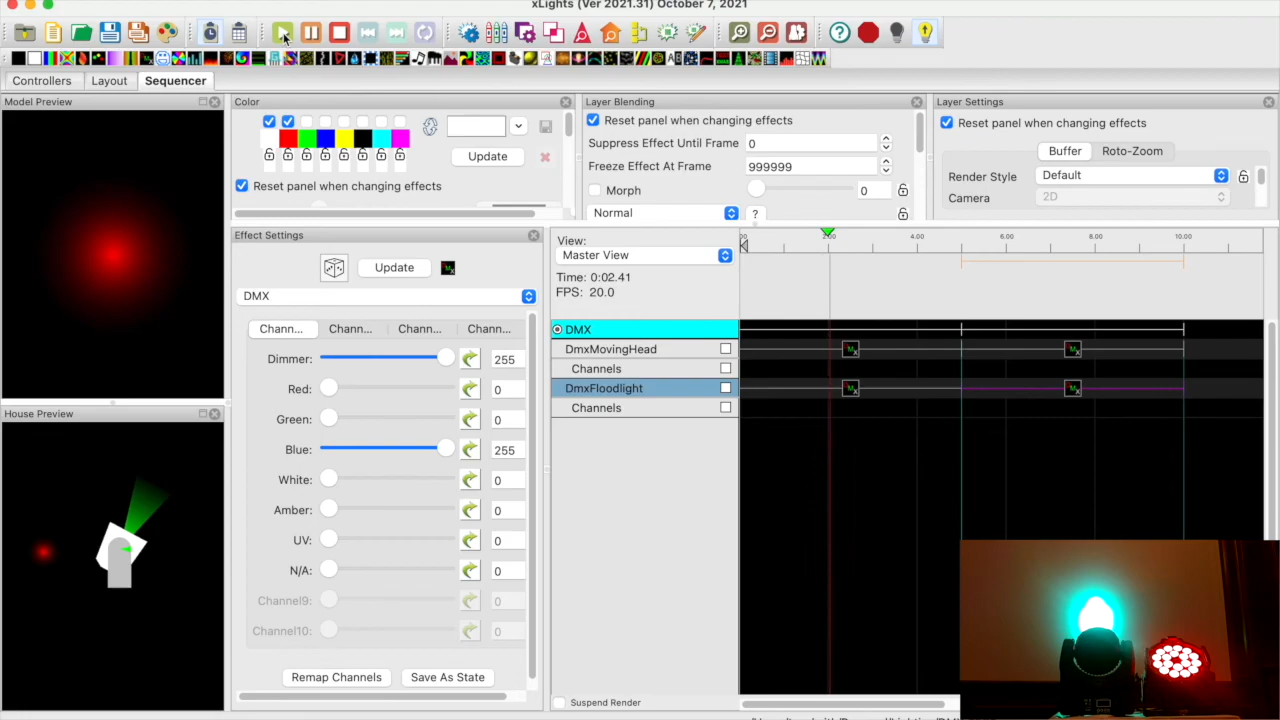 xLights (Ver 2021.31) October 7, 2021
Controllers
Layout
Sequencer
Model Preview
Color
Update
Reset panel when changing effects
Layer Blending
Reset panel when changing effects
Suppress Effect Until Frame
0
Freeze Effect At Frame
999999
Morph
0
Normal
?
Layer Settings
Reset panel when changing effects
Buffer
Roto-Zoom
Render Style
Default
Camera
2D
House Preview
Effect Settings
Update
DMX
Chann...
Chann...
Chann...
Chann...
Dimmer: 255
Red: 0
Green: 0
Blue: 255
White: 0
Amber: 0
UV: 0
N/A: 0
Channel9: 0
Channel10: 0
Remap Channels
Save As State
View:
Master View
Time: 0:02.41
FPS: 20.0
4.00
6.00
8.00
10.00
DMX
DmxMovingHead
Channels
DmxFloodlight
Channels
Suspend Render